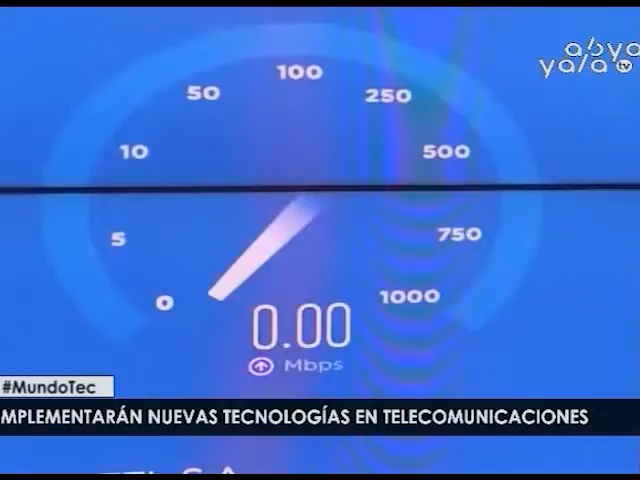 abya
yala tv
100
50
250
10
500
5
750
0
1000
0.00
Mbps
#MundoTec
MPLEMENTARÁN NUEVAS TECNOLOGÍAS EN TELECOMUNICACIONES
S.A.